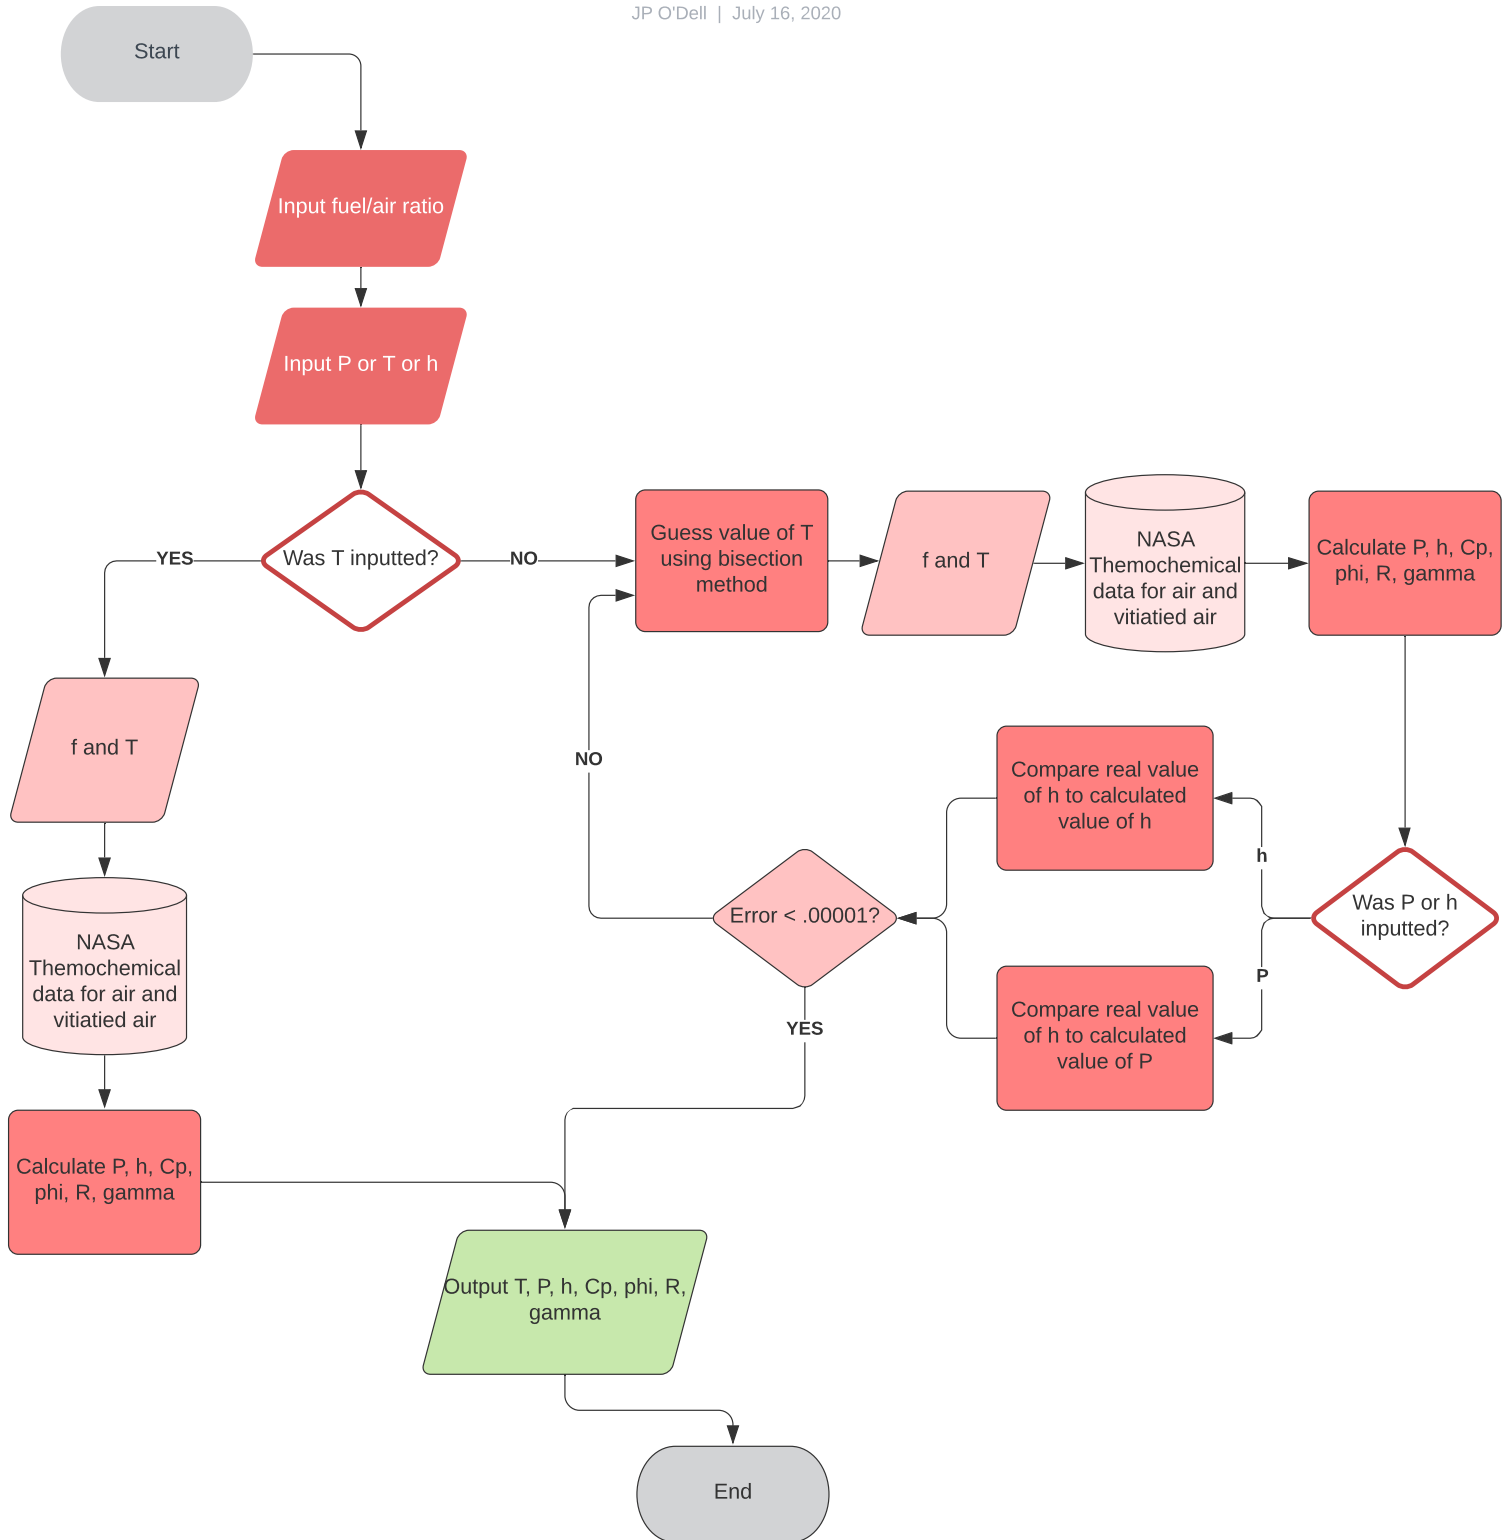 JP O'Dell | July 16, 2020
Start
Input fuel/air ratio
Input P or T or h
Was T inputted?
YES
NO
Guess value of T
using bisection
method
f and T
NASA
Themochemical
data for air and
vitiatied air
Calculate P, h, Cp,
phi, R, gamma
Was P or h
inputted?
h
P
Compare real value
of h to calculated
value of h
Compare real value
of h to calculated
value of P
Error < .00001?
NO
YES
f and T
NASA
Themochemical
data for air and
vitiatied air
Calculate P, h, Cp,
phi, R, gamma
Output T, P, h, Cp, phi, R,
gamma
End